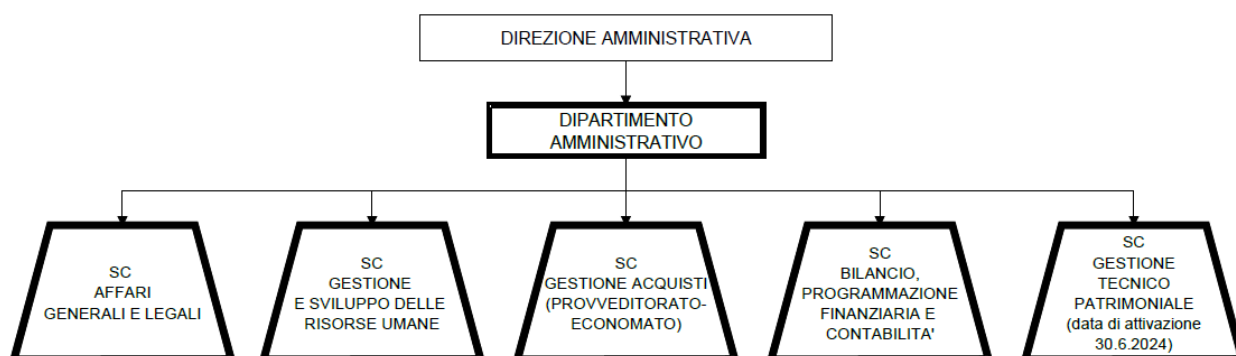 DIREZIONE AMMINISTRATIVA
DIPARTIMENTO
AMMINISTRATIVO
SC
AFFARI
GENERALI E LEGALI
SC
GESTIONE
E SVILUPPO DELLE
RISORSE UMANE
SC
GESTIONE ACQUISTI
(PROVVEDITORATO-
ECONOMATO)
SC
BILANCIO,
PROGRAMMAZIONE
FINANZIARIA E
CONTABILITA'
SC
GESTIONE
TECNICO
PATRIMONIALE
(data di attivazione
30.6.2024)